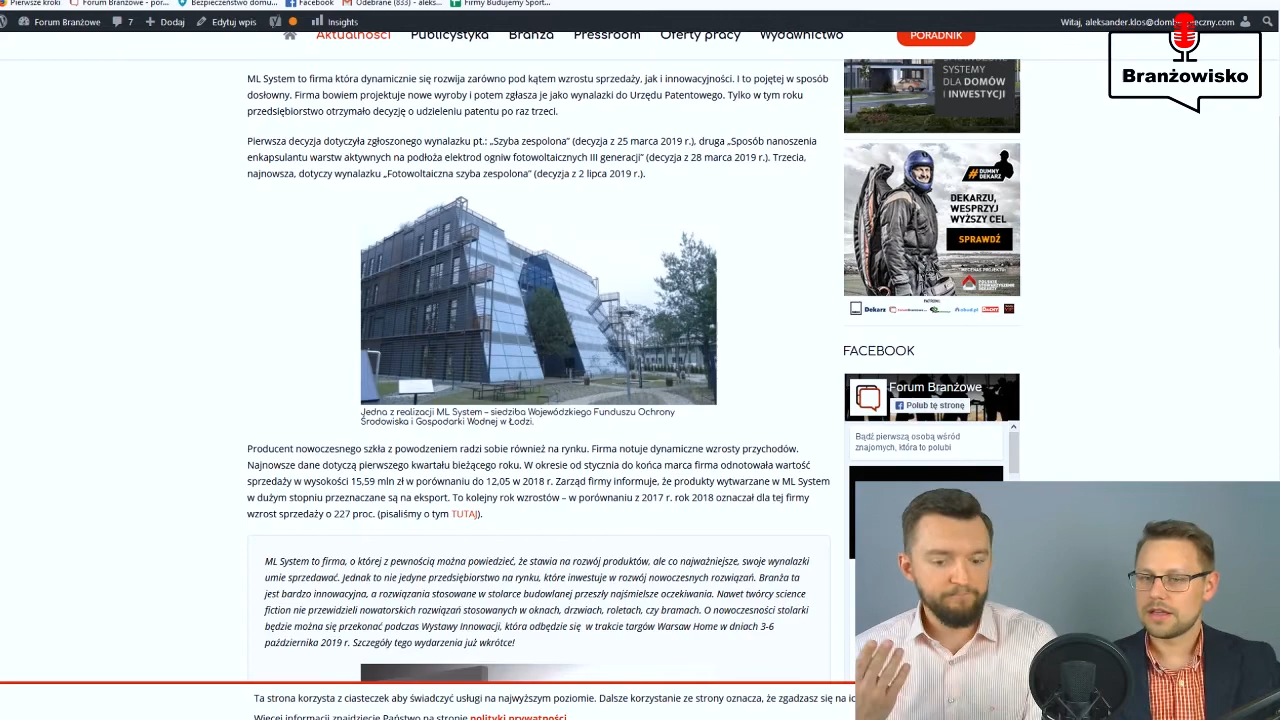 Pierwsze kroki
Forum Branżowe - por...
Bezpieczeństwo domu...
Facebook
Odebrane (833) - aleks...
Firmy Budujemy Sport...
Forum Branżowe
7
Dodaj
Edytuj wpis
Insights
Witaj, aleksander.klos@dombezpieczny.com
Aktualności
Publicystyka
Branża
Pressroom
Oferty pracy
Wydawnictwo
PORADNIK
Branżowisko
ML System to firma która dynamicznie się rozwija zarówno pod kątem wzrostu sprzedaży, jak i innowacyjności. I to pojętej w sposób
dosłowny. Firma bowiem projektuje nowe wyroby i potem zgłasza je jako wynalazki do Urzędu Patentowego. Tylko w tym roku
przedsiębiorstwo otrzymało decyzję o udzieleniu patentu po raz trzeci.
Pierwsza decyzja dotyczyła zgłoszonego wynalazku pt.: „Szyba zespolona” (decyzja z 25 marca 2019 r.), druga „Sposób nanoszenia
enkapsulantu warstw aktywnych na podłoża elektrod ogniw fotowoltaicznych III generacji” (decyzja z 28 marca 2019 r.). Trzecia,
najnowsza, dotyczy wynalazku „Fotowoltaiczna szyba zespolona” (decyzja z 2 lipca 2019 r.).
Jedna z realizacji ML System – siedziba Wojewódzkiego Funduszu Ochrony
Środowiska i Gospodarki Wodnej w Łodzi.
Producent nowoczesnego szkła z powodzeniem radzi sobie również na rynku. Firma notuje dynamiczne wzrosty przychodów.
Najnowsze dane dotyczą pierwszego kwartału bieżącego roku. W okresie od stycznia do końca marca firma odnotowała wartość
sprzedaży w wysokości 15,59 mln zł w porównaniu do 12,05 w 2018 r. Zarząd firmy informuje, że produkty wytwarzane w ML System
w dużym stopniu przeznaczane są na eksport. To kolejny rok wzrostów – w porównaniu z 2017 r. rok 2018 oznaczał dla tej firmy
wzrost sprzedaży o 227 proc. (pisaliśmy o tym TUTAJ).
ML System to firma, o której z pewnością można powiedzieć, że stawia na rozwój produktów, ale co najważniejsze, swoje wynalazki
umie sprzedawać. Jednak to nie jedyne przedsiębiorstwo na rynku, które inwestuje w rozwój nowoczesnych rozwiązań. Branża ta
jest bardzo innowacyjna, a rozwiązania stosowane w stolarce budowlanej przeszły najśmielsze oczekiwania. Nawet twórcy science
fiction nie przewidzieli nowatorskich rozwiązań stosowanych w oknach, drzwiach, roletach, czy bramach. O nowoczesności stolarki
będzie można się przekonać podczas Wystawy Innowacji, która odbędzie się w trakcie targów Warsaw Home w dniach 3-6
października 2019 r. Szczegóły tego wydarzenia już wkrótce!
SYSTEMY
DLA DOMÓW
I INWESTYCJI
# DUMNY
DEKARZ
DEKARZU,
WESPRZYJ
WYŻSZY CEL
SPRAWDŹ
Dekarz
FACEBOOK
Forum Branżowe
Polub tę stronę
Bądź pierwszą osobą wśród
znajomych, która to polubi
Ta strona korzysta z ciasteczek aby świadczyć usługi na najwyższym poziomie. Dalsze korzystanie ze strony oznacza, że zgadzasz się na ic
Więcej informacji znajdziecie Państwo na stronie polityki prywatności